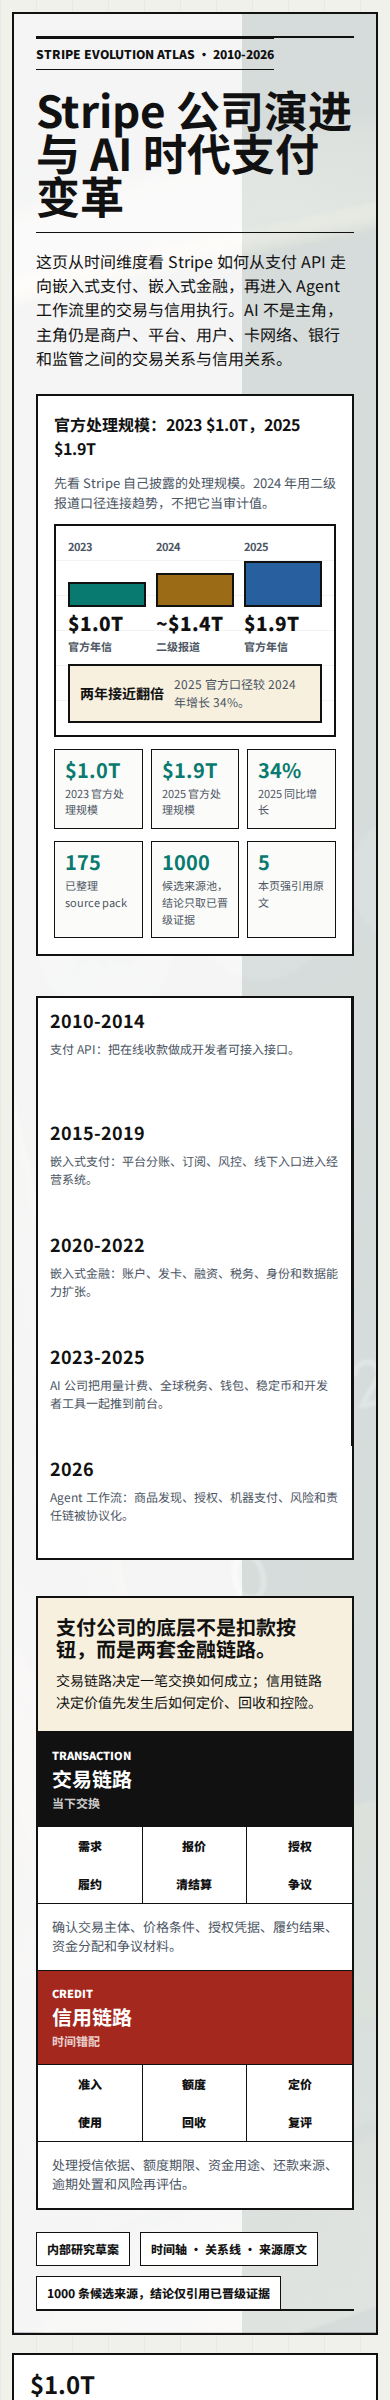 STRIPE EVOLUTION ATLAS • 2010-2026
Stripe 公司演进
与 AI 时代支付
变革
这页从时间维度看 Stripe 如何从支付 API 走
向嵌入式支付、嵌入式金融，再进入 Agent
工作流里的交易与信用执行。AI 不是主角，
主角仍是商户、平台、用户、卡网络、银行
和监管之间的交易关系与信用关系。
官方处理规模：2023 $1.0T，2025
$1.9T
先看 Stripe 自己披露的处理规模。2024 年用二级
报道口径连接趋势，不把它当审计值。
2023 2024 2025
$1.0T ~$1.4T $1.9T
官方年信 二级报道 官方年信
两年接近翻倍
2025 官方口径较 2024
年增长 34%。
$1.0T
2023 官方处
理规模
$1.9T
2025 官方处
理规模
34%
2025 同比增
长
175
已整理
source pack
1000
候选来源池，
结论只取已晋
级证据
5
本页强引用原
文
2010-2014
支付 API：把在线收款做成开发者可接入接口。
2015-2019
嵌入式支付：平台分账、订阅、风控、线下入口进入经
营系统。
2020-2022
嵌入式金融：账户、发卡、融资、税务、身份和数据能
力扩张。
2023-2025
AI 公司把用量计费、全球税务、钱包、稳定币和开发
者工具一起推到前台。
2026
Agent 工作流：商品发现、授权、机器支付、风险和责
任链被协议化。
支付公司的底层不是扣款按
钮，而是两套金融链路。
交易链路决定一笔交换如何成立；信用链路
决定价值先发生后如何定价、回收和控险。
TRANSACTION
交易链路
当下交换
需求 报价 授权
履约 清结算 争议
确认交易主体、价格条件、授权凭据、履约结果、
资金分配和争议材料。
CREDIT
信用链路
时间错配
准入 额度 定价
使用 回收 复评
处理授信依据、额度期限、资金用途、还款来源、
逾期处置和风险再评估。
内部研究草案
时间轴 • 关系线 • 来源原文
1000 条候选来源，结论仅引用已晋级证据
$1.0T